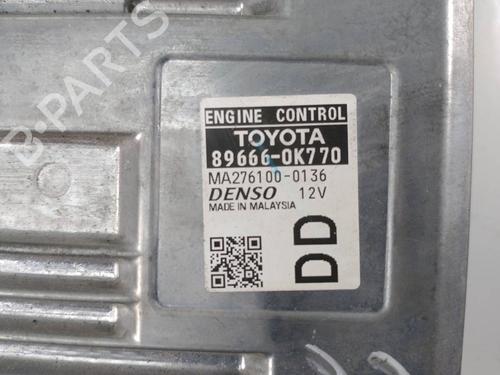 B-PARTS
ENGINE CONTROL
TOYOTA
89666-0K770
MA276100-0136
DENSO 12V
MADE IN MALAYSIA
DD